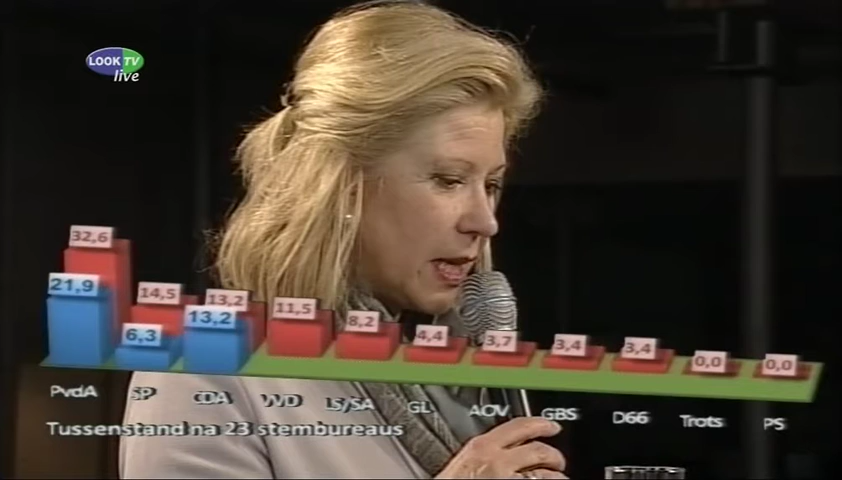 LOOK TV
live
32,6
21,9 14,5 13,2 11,5 8,2 4,4 3,7 3,4 3,4 0,0 0,0
6,3 13,2
PvdA SP CDA VVD LS/SA GL AOV GBS D66 Trots PS
Tussenstand na 23 stembureaus